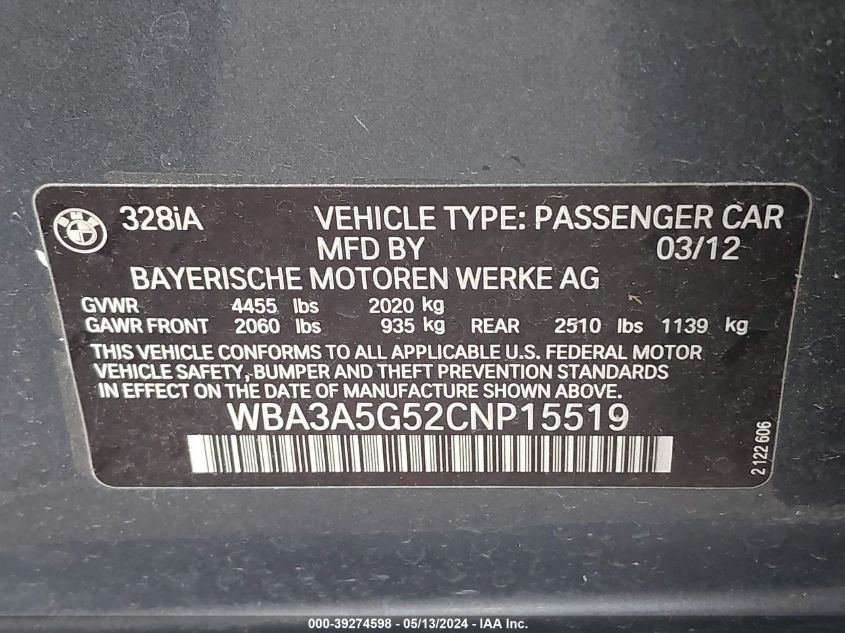 BMW
328iA VEHICLE TYPE: PASSENGER CAR
MFD BY 03/12
BAYERISCHE MOTOREN WERKE AG
GVWR 4455 lbs 2020 kg
GAWR FRONT 2060 lbs 935 kg REAR 2510 lbs 1139 kg
THIS VEHICLE CONFORMS TO ALL APPLICABLE U.S. FEDERAL MOTOR
VEHICLE SAFETY, BUMPER AND THEFT PREVENTION STANDARDS
IN EFFECT ON THE DATE OF MANUFACTURE SHOWN ABOVE.
WBA3A5G52CNP15519
2122606
000-39274598 - 05/13/2024 - IAA Inc.